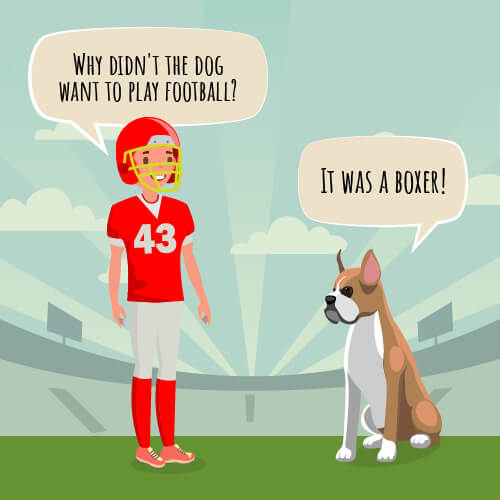 Why didn't the dog
want to play football?
It was a boxer!
43